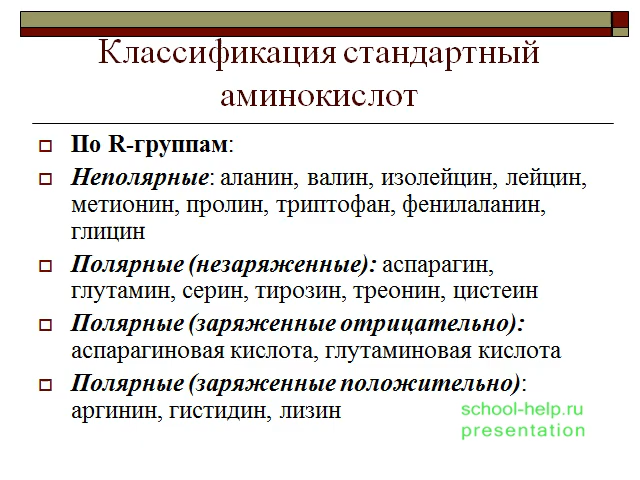 Классификация стандартный
аминокислот
По R-группам:
Неполярные: аланин, валин, изолейцин, лейцин,
метионин, пролин, триптофан, фенилаланин,
глицин
Полярные (незаряженные): аспарагин,
глутамин, серин, тирозин, треонин, цистеин
Полярные (заряженные отрицательно):
аспарагиновая кислота, глутаминовая кислота
Полярные (заряженные положительно):
аргинин, гистидин, лизин
school-help.ru
presentation